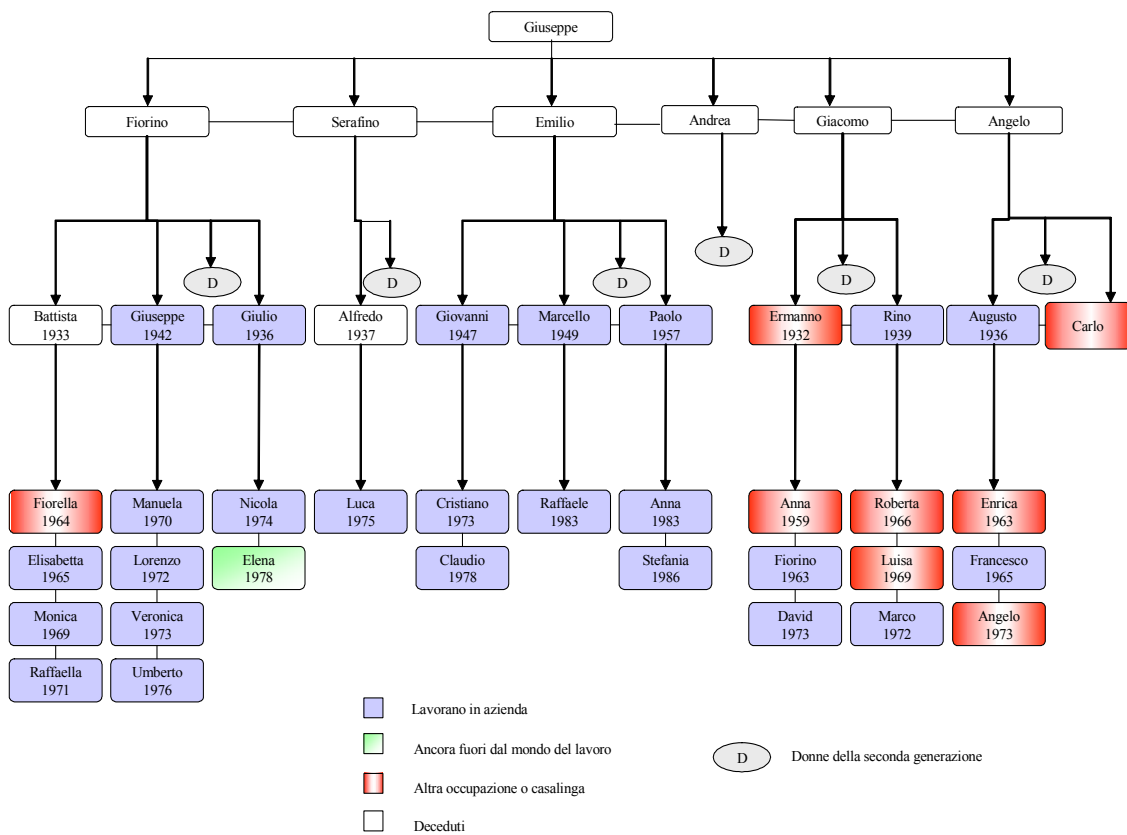 Giuseppe
Fiorino
Serafino
Emilio
Andrea
Giacomo
Angelo
D
D
D
D
D
D
Battista
1933
Giuseppe
1942
Giulio
1936
Alfredo
1937
Giovanni
1947
Marcello
1949
Paolo
1957
Ermanno
1932
Rino
1939
Augusto
1936
Carlo
Fiorella
1964
Manuela
1970
Nicola
1974
Luca
1975
Cristiano
1973
Raffaele
1983
Anna
1983
Anna
1959
Roberta
1966
Enrica
1963
Elisabetta
1965
Lorenzo
1972
Elena
1978
Claudio
1978
Stefania
1986
Fiorino
1963
Luisa
1969
Francesco
1965
Monica
1969
Veronica
1973
David
1973
Marco
1972
Angelo
1973
Raffaella
1971
Umberto
1976
Lavorano in azienda
Ancora fuori dal mondo del lavoro
Altra occupazione o casalinga
Deceduti
D
Donne della seconda generazione